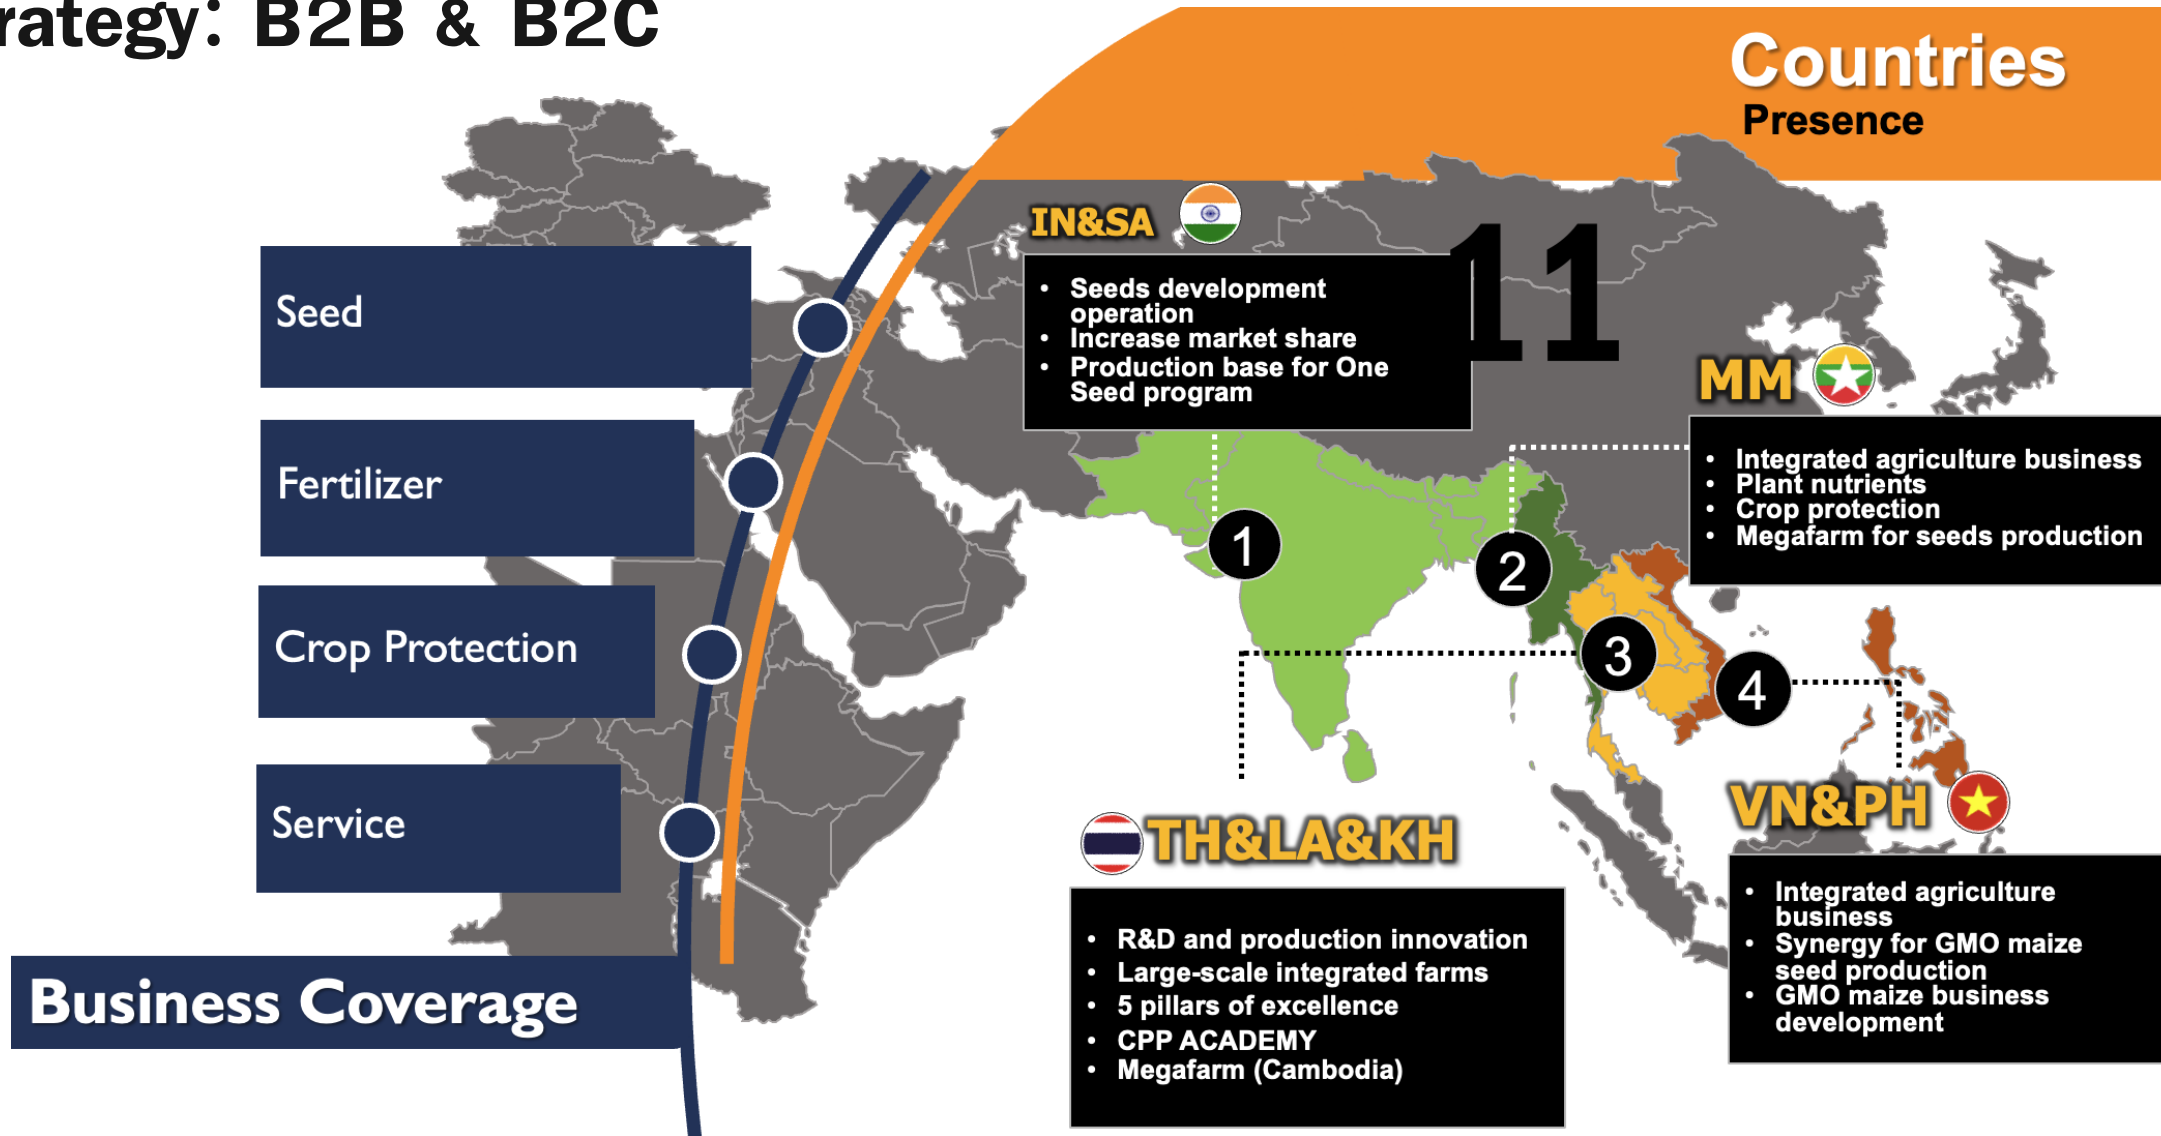 rategy: B2B & B2C
Countries
Presence
11
IN&SA
• Seeds development
operation
• Increase market share
• Production base for One
Seed program
MM
• Integrated agriculture business
• Plant nutrients
• Crop protection
• Megafarm for seeds production
Seed
Fertilizer
Crop Protection
Service
Business Coverage
1
2
3
4
TH&LA&KH
• R&D and production innovation
• Large-scale integrated farms
• 5 pillars of excellence
• CPP ACADEMY
• Megafarm (Cambodia)
VN&PH
• Integrated agriculture
business
• Synergy for GMO maize
seed production
• GMO maize business
development